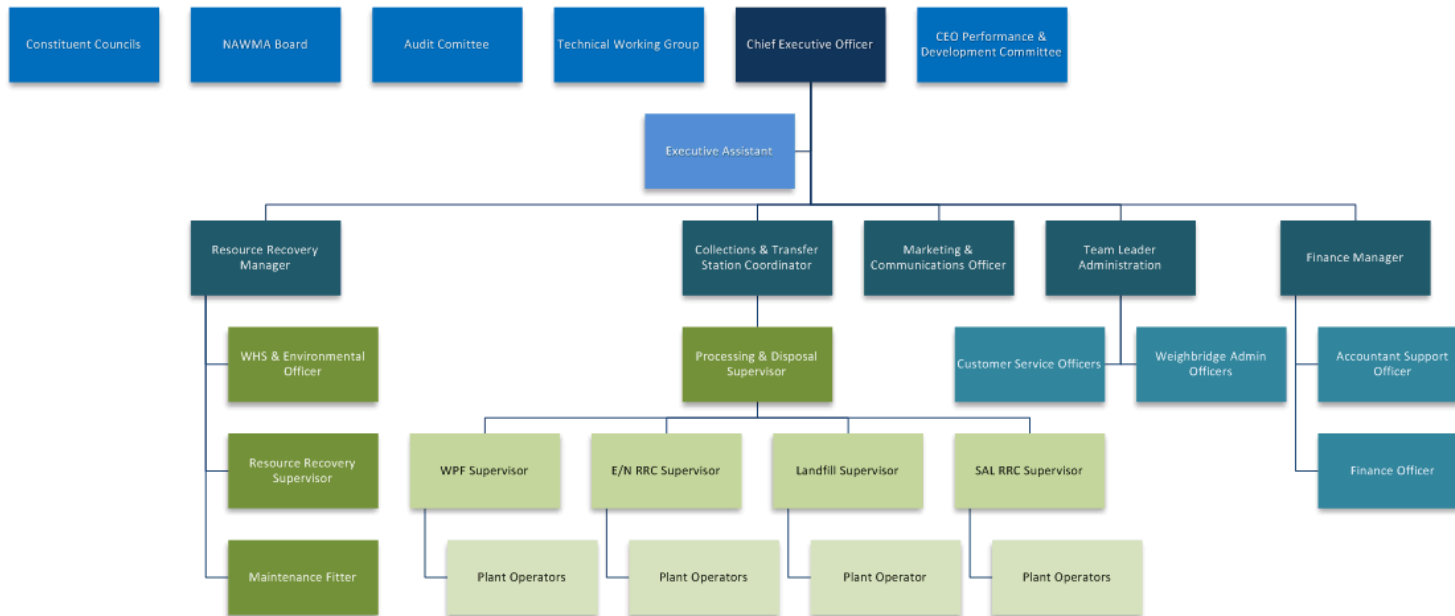 Constituent Councils
NAWMA Board
Audit Comittee
Technical Working Group
Chief Executive Officer
CEO Performance &
Development Committee
Executive Assistant
Resource Recovery
Manager
Collections & Transfer
Station Coordinator
Marketing &
Communications Officer
Team Leader
Administration
Finance Manager
WHS & Environmental
Officer
Processing & Disposal
Supervisor
Customer Service Officers
Weighbridge Admin
Officers
Accountant Support
Officer
Resource Recovery
Supervisor
WPF Supervisor
E/N RRC Supervisor
Landfill Supervisor
SAL RRC Supervisor
Finance Officer
Maintenance Fitter
Plant Operators
Plant Operators
Plant Operator
Plant Operators